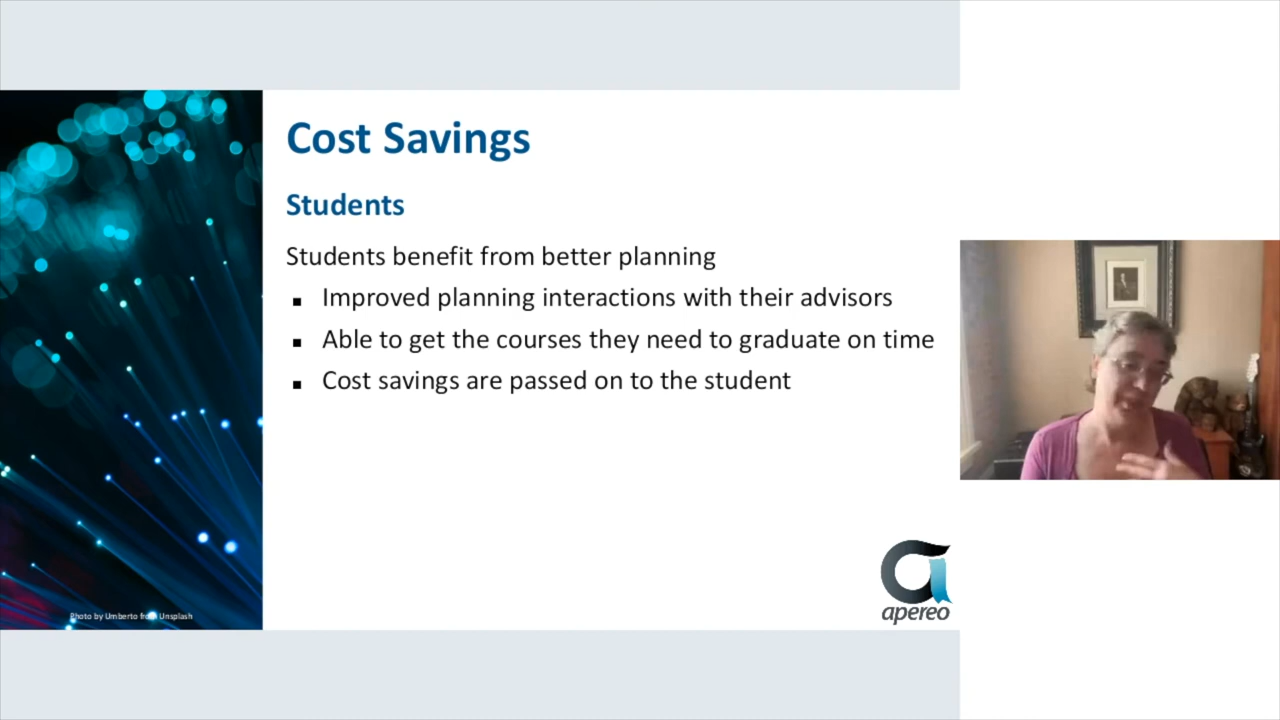 Cost Savings
Students
Students benefit from better planning
Improved planning interactions with their advisors
Able to get the courses they need to graduate on time
Cost savings are passed on to the student
apereo
Photo by Umberto from Unsplash